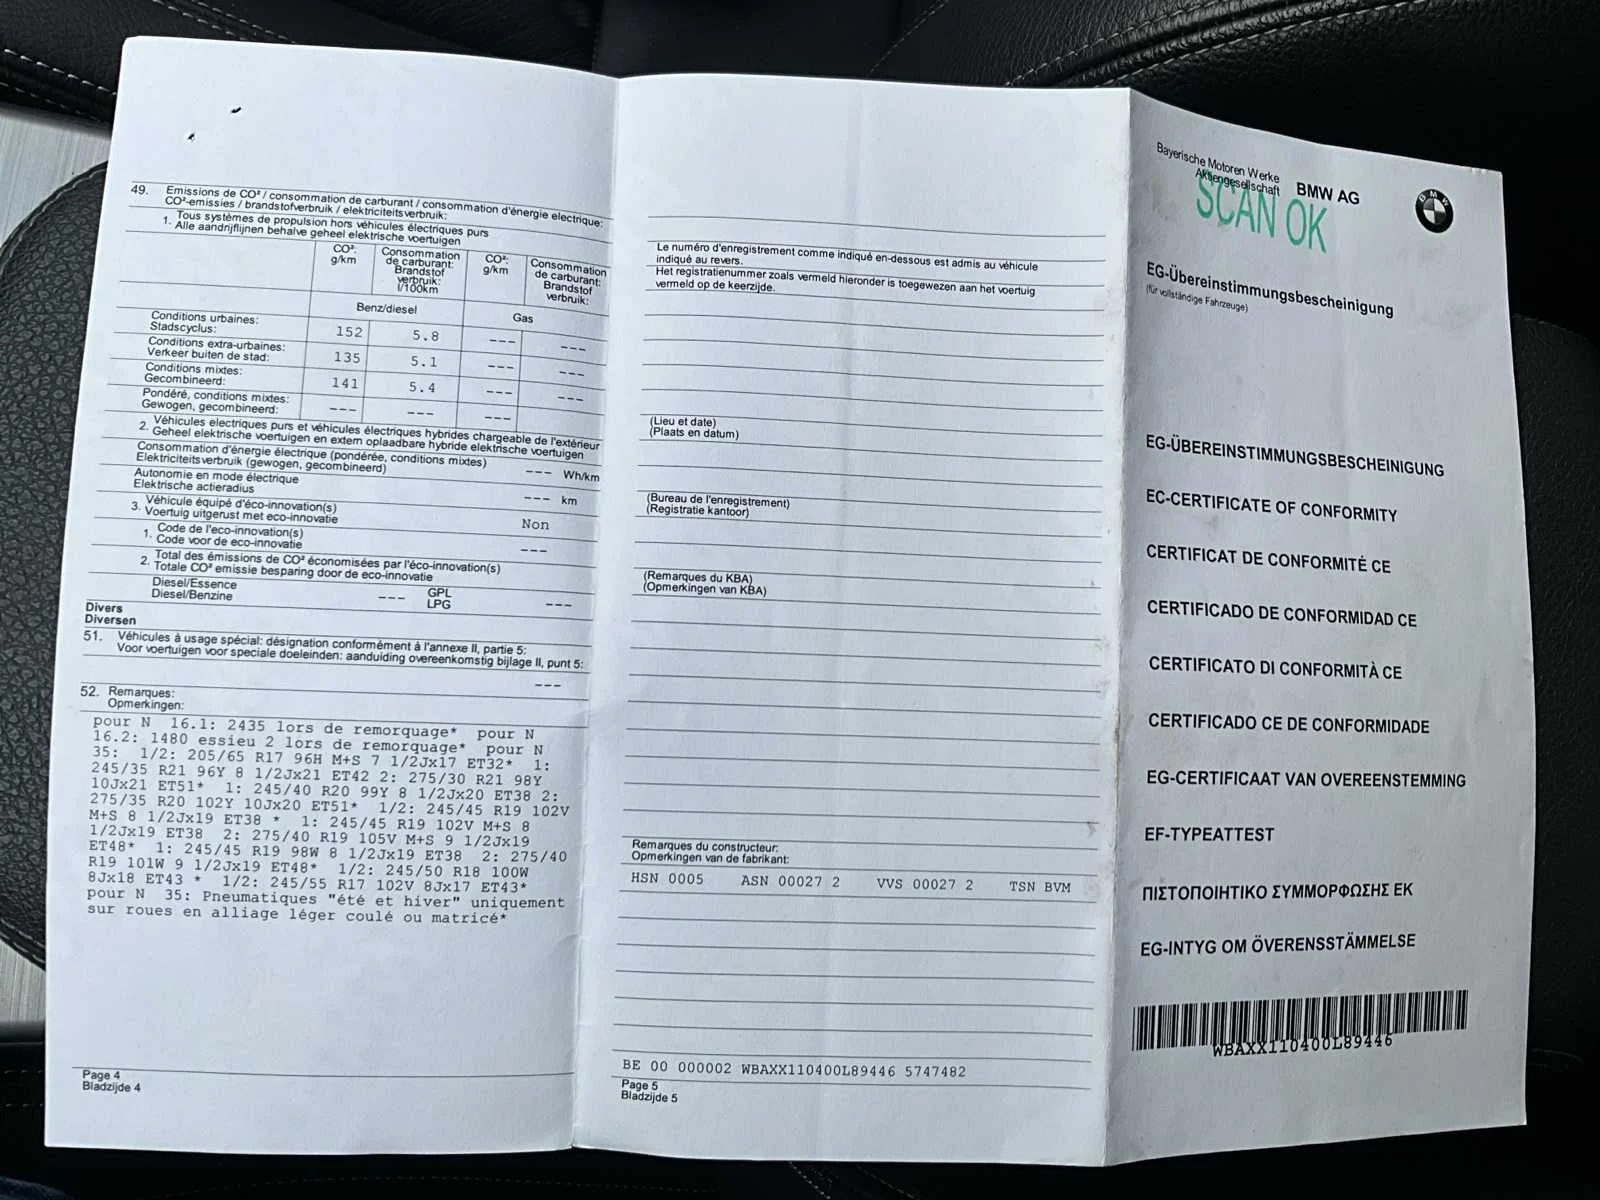 49. Emissions de CO² / consommation de carburant / consommation d'énergie electrique:
CO²-emissies / brandstofverbruik / elektriciteitsverbruik:
1. Tous systèmes de propulsion hors véhicules électriques purs
Alle aandrijflijnen behalve geheel elektrische voertuigen
CO²: g/km
Consommation de carburant: Brandstof verbruik: l/100km
CO²: g/km
Consommation de carburant: Brandstof verbruik:
Benz/diesel
Gas
Conditions urbaines:
Stadscyclus: 152 5.8 --- ---
Conditions extra-urbaines:
Verkeer buiten de stad: 135 5.1 --- ---
Conditions mixtes:
Gecombineerd: 141 5.4 --- ---
Pondéré, conditions mixtes:
Gewogen, gecombineerd: --- --- ---
2. Véhicules electriques purs et véhicules électriques hybrides chargeable de l'extérieur
Geheel elektrische voertuigen en extern oplaadbare hybride elektrische voertuigen
Consommation d'énergie électrique (pondérée, conditions mixtes)
Elektriciteitsverbruik (gewogen, gecombineerd) --- Wh/km
Autonomie en mode électrique
Elektrische actieradius --- km
3. Véhicule équipé d'éco-innovation(s)
Voertuig uitgerust met eco-innovatie Non
1. Code de l'eco-innovation(s)
Code voor de eco-innovatie ---
2. Total des émissions de CO² économisées par l'éco-innovation(s)
Totale CO² emissie besparing door de eco-innovatie
Diesel/Essence GPL
Diesel/Benzine --- LPG ---
Divers
Diversen
51. Véhicules à usage spécial: désignation conformément à l'annexe II, partie 5:
Voor voertuigen voor speciale doeleinden: aanduiding overeenkomstig bijlage II, punt 5:
---
52. Remarques:
Opmerkingen:
pour N 16.1: 2435 lors de remorquage* pour N
16.2: 1480 essieu 2 lors de remorquage* pour N
35: 1/2: 205/65 R17 96H M+S 7 1/2Jx17 ET32* 1:
245/35 R21 96Y 8 1/2Jx21 ET42 2: 275/30 R21 98Y
10Jx21 ET51* 1: 245/40 R20 99Y 8 1/2Jx20 ET38 2:
275/35 R20 102Y 10Jx20 ET51* 1/2: 245/45 R19 102V
M+S 8 1/2Jx19 ET38 * 1: 245/45 R19 102V M+S 8
1/2Jx19 ET38 2: 275/40 R19 105V M+S 9 1/2Jx19
ET48* 1: 245/45 R19 98W 8 1/2Jx19 ET38 2: 275/40
R19 101W 9 1/2Jx19 ET48* 1/2: 245/50 R18 100W
8Jx18 ET43 * 1/2: 245/55 R17 102V 8Jx17 ET43*
pour N 35: Pneumatiques "été et hiver" uniquement
sur roues en alliage léger coulé ou matricé*
Page 4
Bladzijde 4
Le numéro d'enregistrement comme indiqué en-dessous est admis au véhicule
indiqué au revers.
Het registratienummer zoals vermeld hieronder is toegewezen aan het voertuig
vermeld op de keerzijde.
(Lieu et date)
(Plaats en datum)
(Bureau de l'enregistrement)
(Registratie kantoor)
(Remarques du KBA)
(Opmerkingen van KBA)
Remarques du constructeur:
Opmerkingen van de fabrikant:
HSN 0005 ASN 00027 2 VVS 00027 2 TSN BVM
BE 00 000002 WBAXX110400L89446 5747482
Page 5
Bladzijde 5
Bayerische Motoren Werke
Aktiengesellschaft BMW AG
BMW
SCAN OK
EG-Übereinstimmungsbescheinigung
(für vollständige Fahrzeuge)
EG-ÜBEREINSTIMMUNGSBESCHEINIGUNG
EC-CERTIFICATE OF CONFORMITY
CERTIFICAT DE CONFORMITÉ CE
CERTIFICADO DE CONFORMIDAD CE
CERTIFICATO DI CONFORMITÀ CE
CERTIFICADO CE DE CONFORMIDADE
EG-CERTIFICAAT VAN OVEREENSTEMMING
EF-TYPEATTEST
ΠΙΣΤΟΠΟΙΗΤΙΚΟ ΣΥΜΜΟΡΦΩΣΗΣ ΕΚ
EG-INTYG OM ÖVERENSSTÄMMELSE
WBAXX110400L89446